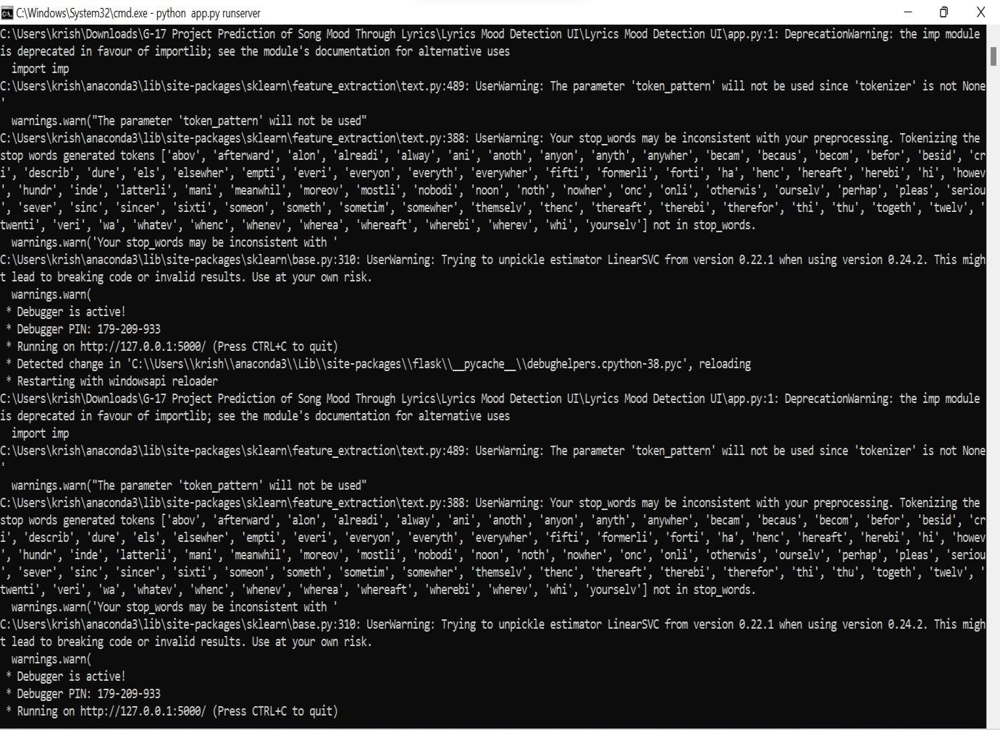 C:\Windows\System32\cmd.exe - python  app.py runserver
C:\Users\krish\Downloads\G-17 Project Prediction of Song Mood Through Lyrics\Lyrics Mood Detection UI\Lyrics Mood Detection UI\app.py:1: DeprecationWarning: the imp module
is deprecated in favour of importlib; see the module's documentation for alternative uses
  import imp
C:\Users\krish\anaconda3\lib\site-packages\sklearn\feature_extraction\text.py:489: UserWarning: The parameter 'token_pattern' will not be used since 'tokenizer' is not None
'
  warnings.warn("The parameter 'token_pattern' will not be used"
C:\Users\krish\anaconda3\lib\site-packages\sklearn\feature_extraction\text.py:388: UserWarning: Your stop_words may be inconsistent with your preprocessing. Tokenizing the
stop words generated tokens ['abov', 'afterward', 'alon', 'alreadi', 'alway', 'ani', 'anoth', 'anyon', 'anyth', 'anywher', 'becam', 'becaus', 'becom', 'befor', 'besid', 'cr
i', 'describ', 'dure', 'els', 'elsewher', 'empti', 'everi', 'everyon', 'everyth', 'everywher', 'fifti', 'formerli', 'forti', 'ha', 'henc', 'hereaft', 'herebi', 'hi', 'howev
', 'hundr', 'inde', 'latterli', 'mani', 'meanwhil', 'moreov', 'mostli', 'nobodi', 'noon', 'noth', 'nowher', 'onc', 'onli', 'otherwis', 'ourselv', 'perhap', 'pleas', 'seriou
', 'sever', 'sinc', 'sincer', 'sixti', 'someon', 'someth', 'sometim', 'somewher', 'themselv', 'thenc', 'thereaft', 'therebi', 'therefor', 'thi', 'thu', 'togeth', 'twelv', '
twenti', 'veri', 'wa', 'whatev', 'whenc', 'whenev', 'wherea', 'whereaft', 'wherebi', 'wherev', 'whi', 'yourselv'] not in stop_words.
  warnings.warn('Your stop_words may be inconsistent with '
C:\Users\krish\anaconda3\lib\site-packages\sklearn\base.py:310: UserWarning: Trying to unpickle estimator LinearSVC from version 0.22.1 when using version 0.24.2. This migh
t lead to breaking code or invalid results. Use at your own risk.
  warnings.warn(
 * Debugger is active!
 * Debugger PIN: 179-209-933
 * Running on http://127.0.0.1:5000/ (Press CTRL+C to quit)
 * Detected change in 'C:\\Users\\krish\\anaconda3\\Lib\\site-packages\\flask\\__pycache__\\debughelpers.cpython-38.pyc', reloading
 * Restarting with windowsapi reloader
C:\Users\krish\Downloads\G-17 Project Prediction of Song Mood Through Lyrics\Lyrics Mood Detection UI\Lyrics Mood Detection UI\app.py:1: DeprecationWarning: the imp module
is deprecated in favour of importlib; see the module's documentation for alternative uses
  import imp
C:\Users\krish\anaconda3\lib\site-packages\sklearn\feature_extraction\text.py:489: UserWarning: The parameter 'token_pattern' will not be used since 'tokenizer' is not None
'
  warnings.warn("The parameter 'token_pattern' will not be used"
C:\Users\krish\anaconda3\lib\site-packages\sklearn\feature_extraction\text.py:388: UserWarning: Your stop_words may be inconsistent with your preprocessing. Tokenizing the
stop words generated tokens ['abov', 'afterward', 'alon', 'alreadi', 'alway', 'ani', 'anoth', 'anyon', 'anyth', 'anywher', 'becam', 'becaus', 'becom', 'befor', 'besid', 'cr
i', 'describ', 'dure', 'els', 'elsewher', 'empti', 'everi', 'everyon', 'everyth', 'everywher', 'fifti', 'formerli', 'forti', 'ha', 'henc', 'hereaft', 'herebi', 'hi', 'howev
', 'hundr', 'inde', 'latterli', 'mani', 'meanwhil', 'moreov', 'mostli', 'nobodi', 'noon', 'noth', 'nowher', 'onc', 'onli', 'otherwis', 'ourselv', 'perhap', 'pleas', 'seriou
', 'sever', 'sinc', 'sincer', 'sixti', 'someon', 'someth', 'sometim', 'somewher', 'themselv', 'thenc', 'thereaft', 'therebi', 'therefor', 'thi', 'thu', 'togeth', 'twelv', '
twenti', 'veri', 'wa', 'whatev', 'whenc', 'whenev', 'wherea', 'whereaft', 'wherebi', 'wherev', 'whi', 'yourselv'] not in stop_words.
  warnings.warn('Your stop_words may be inconsistent with '
C:\Users\krish\anaconda3\lib\site-packages\sklearn\base.py:310: UserWarning: Trying to unpickle estimator LinearSVC from version 0.22.1 when using version 0.24.2. This migh
t lead to breaking code or invalid results. Use at your own risk.
  warnings.warn(
 * Debugger is active!
 * Debugger PIN: 179-209-933
 * Running on http://127.0.0.1:5000/ (Press CTRL+C to quit)